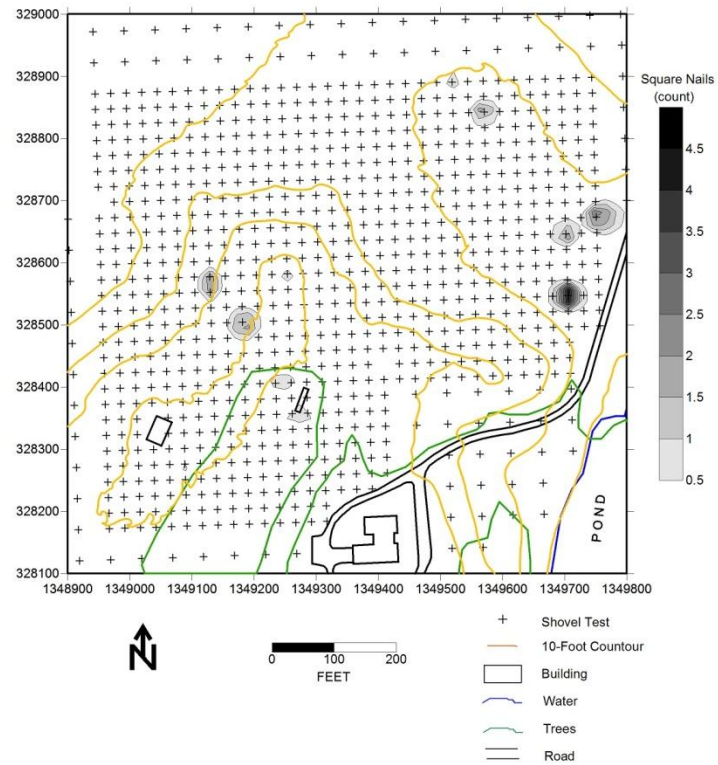 329000
328900
328800
328700
328600
328500
328400
328300
328200
328100
1348900 1349000 1349100 1349200 1349300 1349400 1349500 1349600 1349700 1349800
POND
Square Nails
(count)
4.5
4
3.5
3
2.5
2
1.5
1
0.5
N
0 100 200
FEET
Shovel Test
10-Foot Countour
Building
Water
Trees
Road